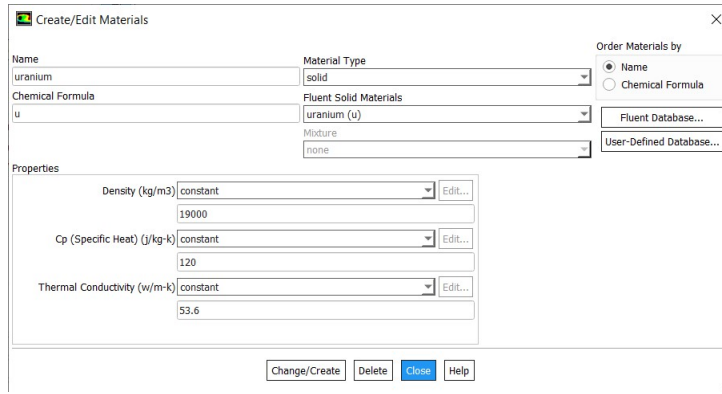 Create/Edit Materials
Name
uranium
Material Type
solid
Order Materials by
Name
Chemical Formula
Chemical Formula
u
Fluent Solid Materials
uranium (u)
Fluent Database...
Mixture
none
User-Defined Database...
Properties
Density (kg/m3) constant Edit...
19000
Cp (Specific Heat) (j/kg-k) constant Edit...
120
Thermal Conductivity (w/m-k) constant Edit...
53.6
Change/Create Delete Close Help